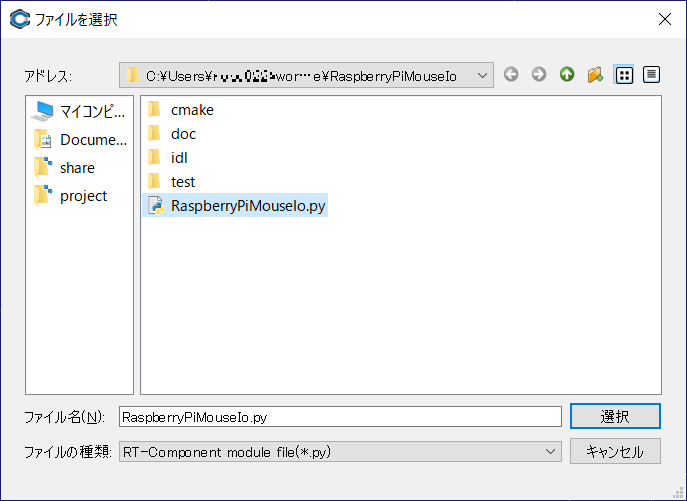 ファイルを選択
アドレス:
C:¥Users¥ wor…e¥RaspberryPiMouseIo
マイコンピ...
Docume...
share
project
cmake
doc
idl
test
RaspberryPiMouseIo.py
ファイル名(N): RaspberryPiMouseIo.py 選択
ファイルの種類: RT-Component module file(*.py) キャンセル